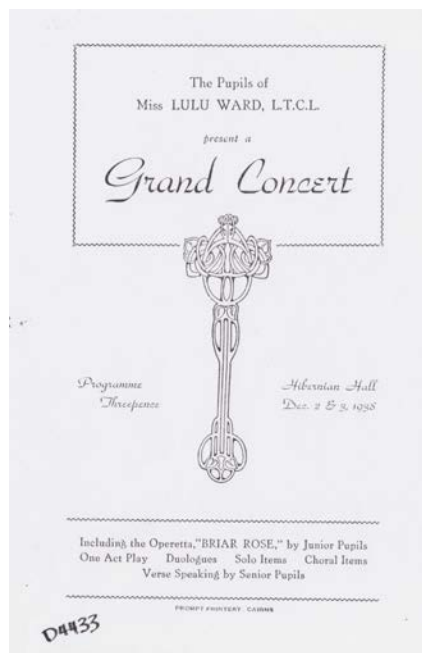 The Pupils of
Miss LULU WARD, L.T.C.L.
present a
Grand Concert
Programme
Threepence
Hibernian Hall
Dec. 2 & 3, 1938
Including the Operetta,"BRIAR ROSE," by Junior Pupils
One Act Play Duologues Solo Items Choral Items
Verse Speaking by Senior Pupils
PROMPT PRINTERY, CAIRNS
D4433